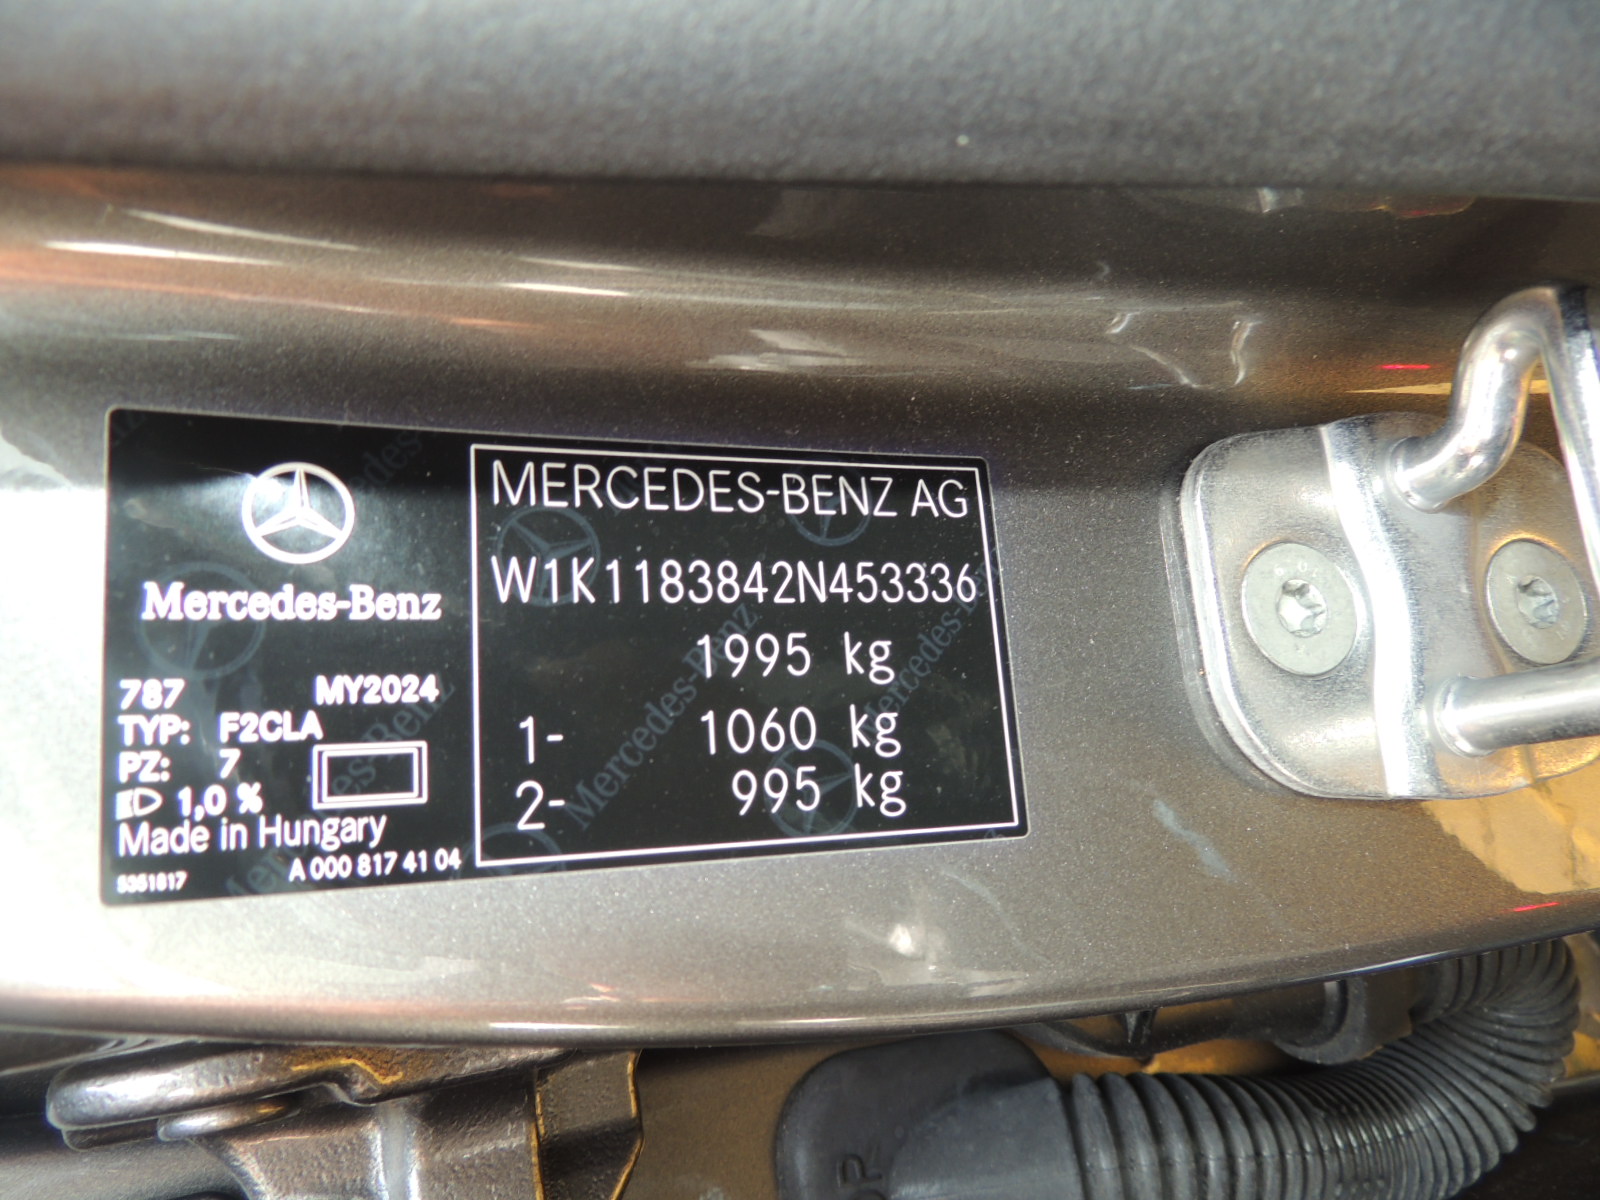 Mercedes-Benz
787 MY2024
TYP: F2CLA
PZ: 7
1,0 %
Made in Hungary
A 000 817 41 04
MERCEDES-BENZ AG
W1K1183842N453336
1995 kg
1- 1060 kg
2- 995 kg